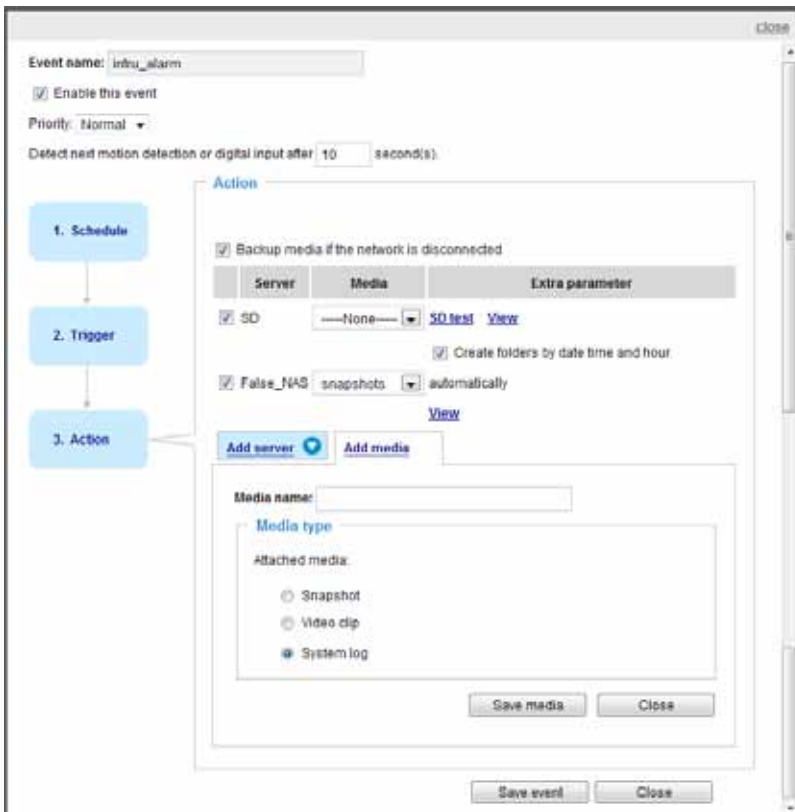 close
Event name: infru_alarm
Enable this event
Priority: Normal
Detect next motion detection or digital input after 10 second(s).
Action
1. Schedule
2. Trigger
3. Action
Backup media if the network is disconnected
Server Media Extra parameter
SD -----None----- SD test View
Create folders by date time and hour
False_NAS snapshots automatically
View
Add server Add media
Media name:
Media type
Attached media:
Snapshot
Video clip
System log
Save media Close
Save event Close